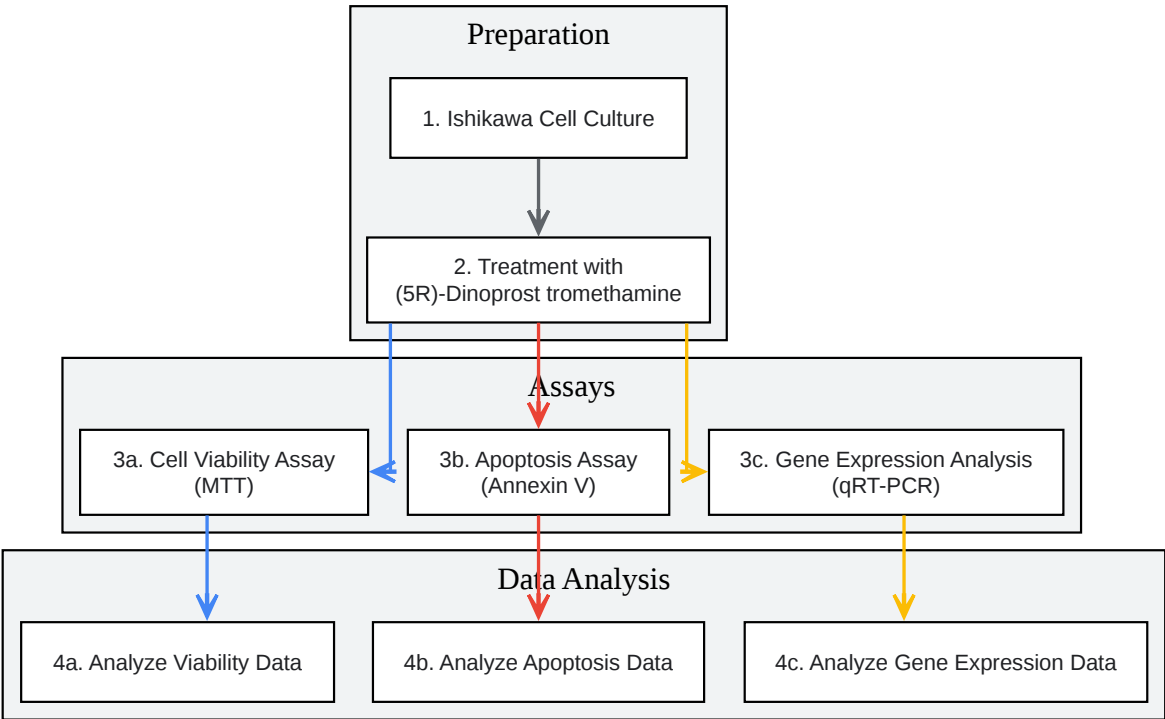 Preparation
1. Ishikawa Cell Culture
2. Treatment with
(5R)-Dinoprost tromethamine
Assays
3a. Cell Viability Assay
(MTT)
3b. Apoptosis Assay
(Annexin V)
3c. Gene Expression Analysis
(qRT-PCR)
Data Analysis
4a. Analyze Viability Data
4b. Analyze Apoptosis Data
4c. Analyze Gene Expression Data